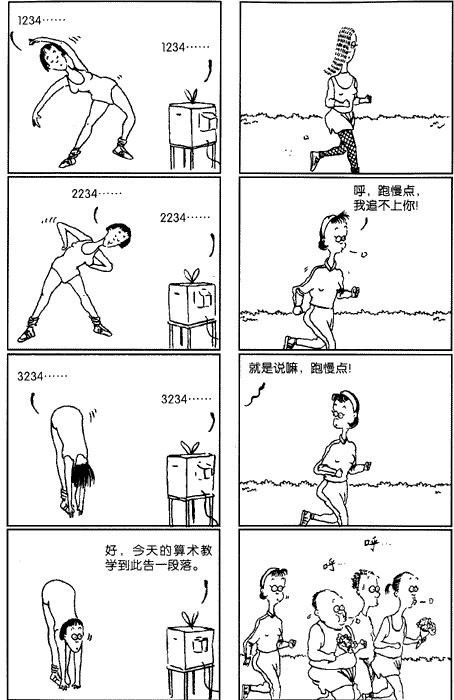 1234……
1234……
2234……
2234……
3234……
3234……
好，今天的算术教
学到此告一段落。
呼，跑慢点，
我追不上你!
就是说嘛，跑慢点!
呼…
呼…